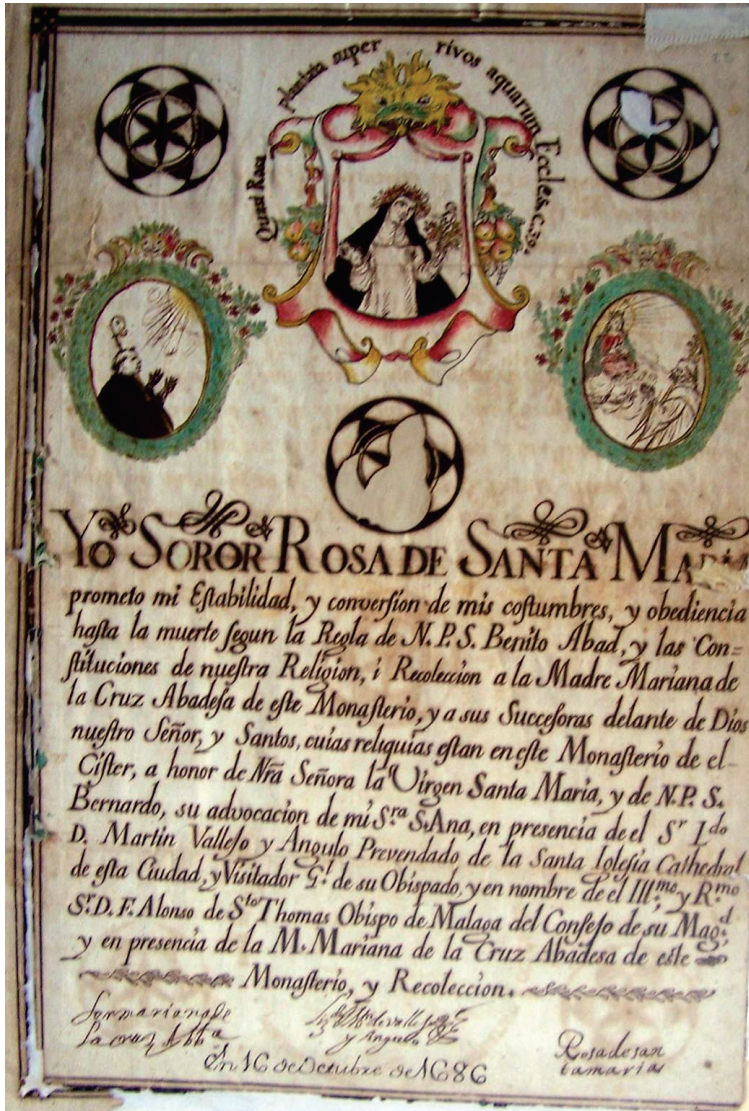 Quasi Rosa plantata super rivos aquarum Eccles. c. 39.
YO SOROR ROSA DE SANTA MARIA
prometo mi Eſtabilidad, y converſion de mis coſtumbres, y obediencia
haſta la muerte ſegun la Regla de N.P.S. Benito Abad, y las Con=
ſtituciones de nueſtra Religion, i Recoleccion a la Madre Mariana de
la Cruz Abadeſa de eſte Monaſterio, y a sus Succeſoras delante de Dios
nueſtro Señor, y Santos, cuias reliquias eſtan en eſte Monaſterio de el
Ciſter, a honor de Nrã Señora la Virgen Santa Maria, y de N.P.S.
Bernardo, su advocacion de mi Sra S. Ana, en presencia de el Sr Ldo
D. Martin Vallejo y Angulo Prevendado de la Santa Igleſia Cathedral
de eſta Ciudad, y Visitador Gl. de su Obiſpado, y en nombre de el Illmo, y Rmo
Sr. D. F. Alonso de Sto Thomas Obiſpo de Malaga del Conſejo de su Magd.
y en presencia de la M. Mariana de la Cruz Abadesa de eſte
Monaſterio, y Recoleccion.
Sor mariana de
la cruz Abba
Vallejo
y Angulo
Rosa de san
ta maria
En 16 de Octubre de 1686